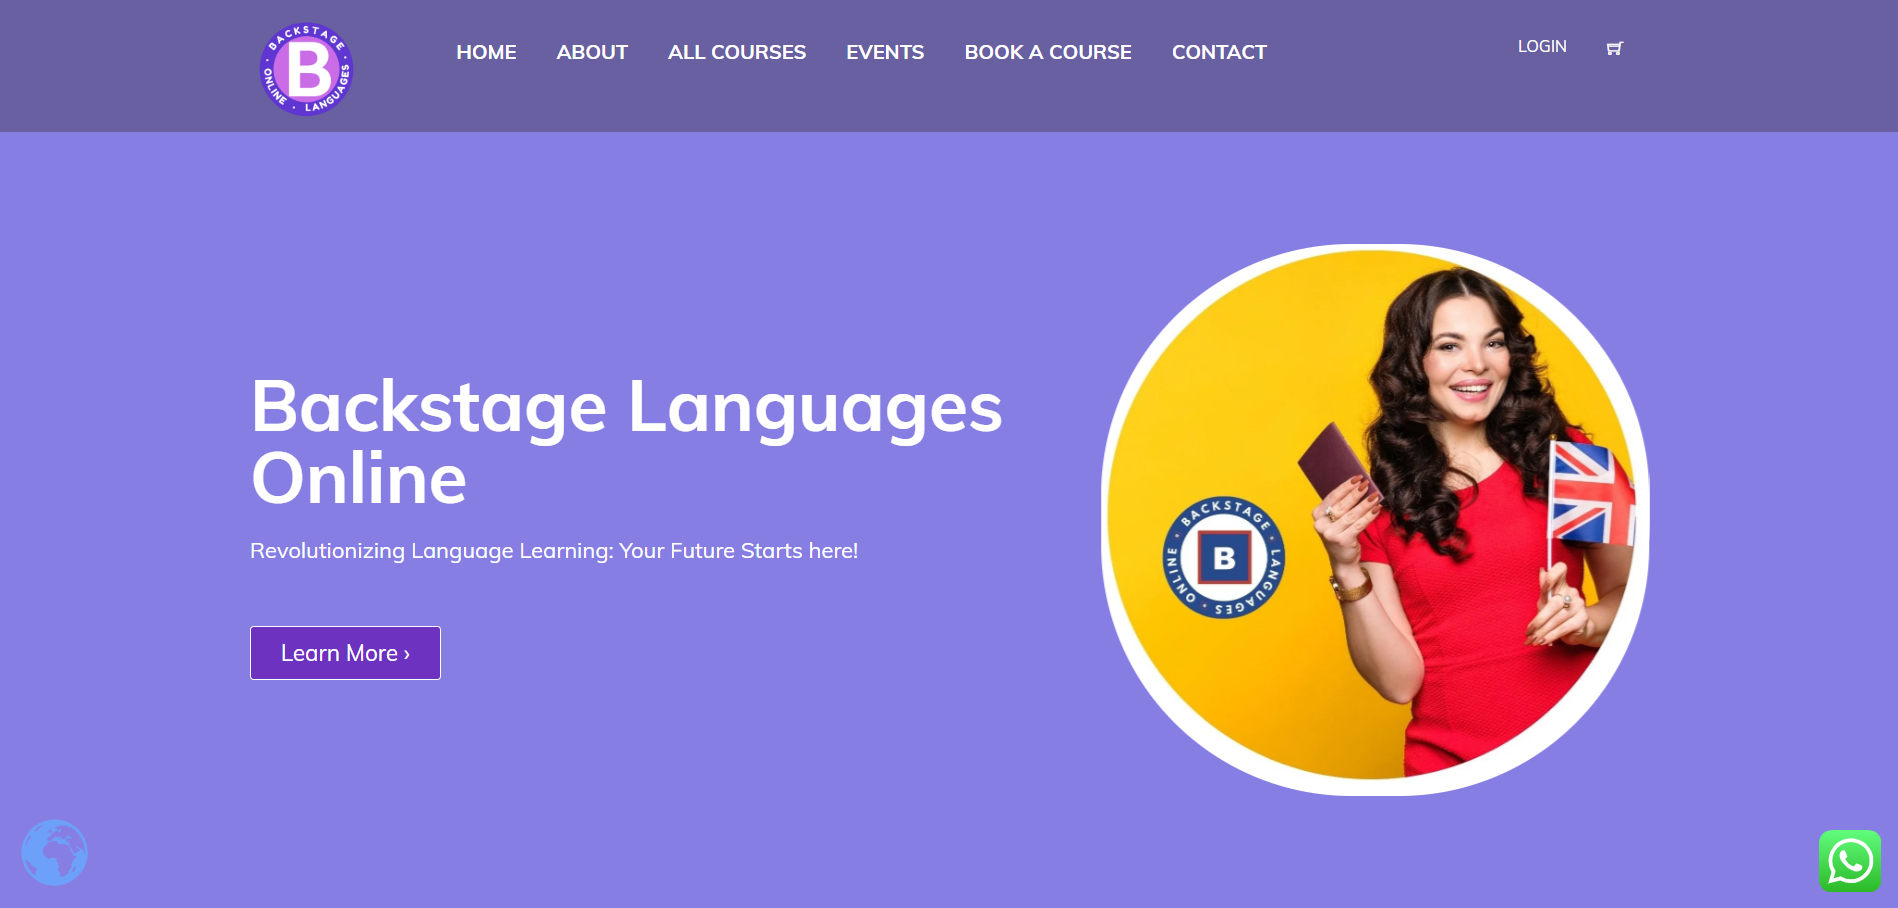 BACKSTAGE
B
ONLINE · LANGUAGES
HOME
ABOUT
ALL COURSES
EVENTS
BOOK A COURSE
CONTACT
LOGIN
Backstage Languages
Online
Revolutionizing Language Learning: Your Future Starts here!
Learn More ›
BACKSTAGE · LANGUAGES · ONLINE ·
B